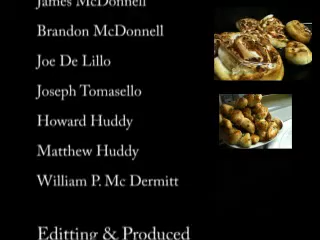 James McDonnell
Brandon McDonnell
Joe De Lillo
Joseph Tomasello
Howard Huddy
Matthew Huddy
William P. Mc Dermitt
Editting & Produced